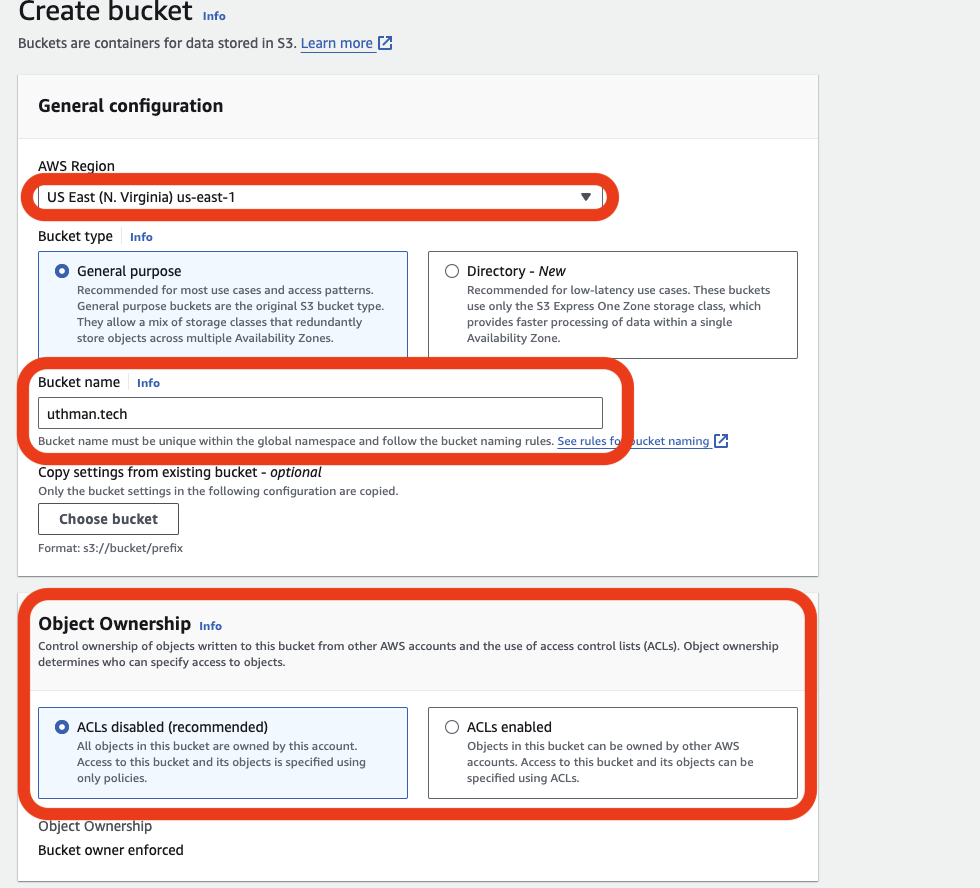 Create bucket Info
Buckets are containers for data stored in S3. Learn more
General configuration
AWS Region
US East (N. Virginia) us-east-1
Bucket type Info
General purpose
Recommended for most use cases and access patterns.
General purpose buckets are the original S3 bucket type.
They allow a mix of storage classes that redundantly
store objects across multiple Availability Zones.
Directory - New
Recommended for low-latency use cases. These buckets
use only the S3 Express One Zone storage class, which
provides faster processing of data within a single
Availability Zone.
Bucket name Info
uthman.tech
Bucket name must be unique within the global namespace and follow the bucket naming rules. See rules for bucket naming
Copy settings from existing bucket - optional
Only the bucket settings in the following configuration are copied.
Choose bucket
Format: s3://bucket/prefix
Object Ownership Info
Control ownership of objects written to this bucket from other AWS accounts and the use of access control lists (ACLs). Object ownership
determines who can specify access to objects.
ACLs disabled (recommended)
All objects in this bucket are owned by this account.
Access to this bucket and its objects is specified using
only policies.
ACLs enabled
Objects in this bucket can be owned by other AWS
accounts. Access to this bucket and its objects can be
specified using ACLs.
Object Ownership
Bucket owner enforced